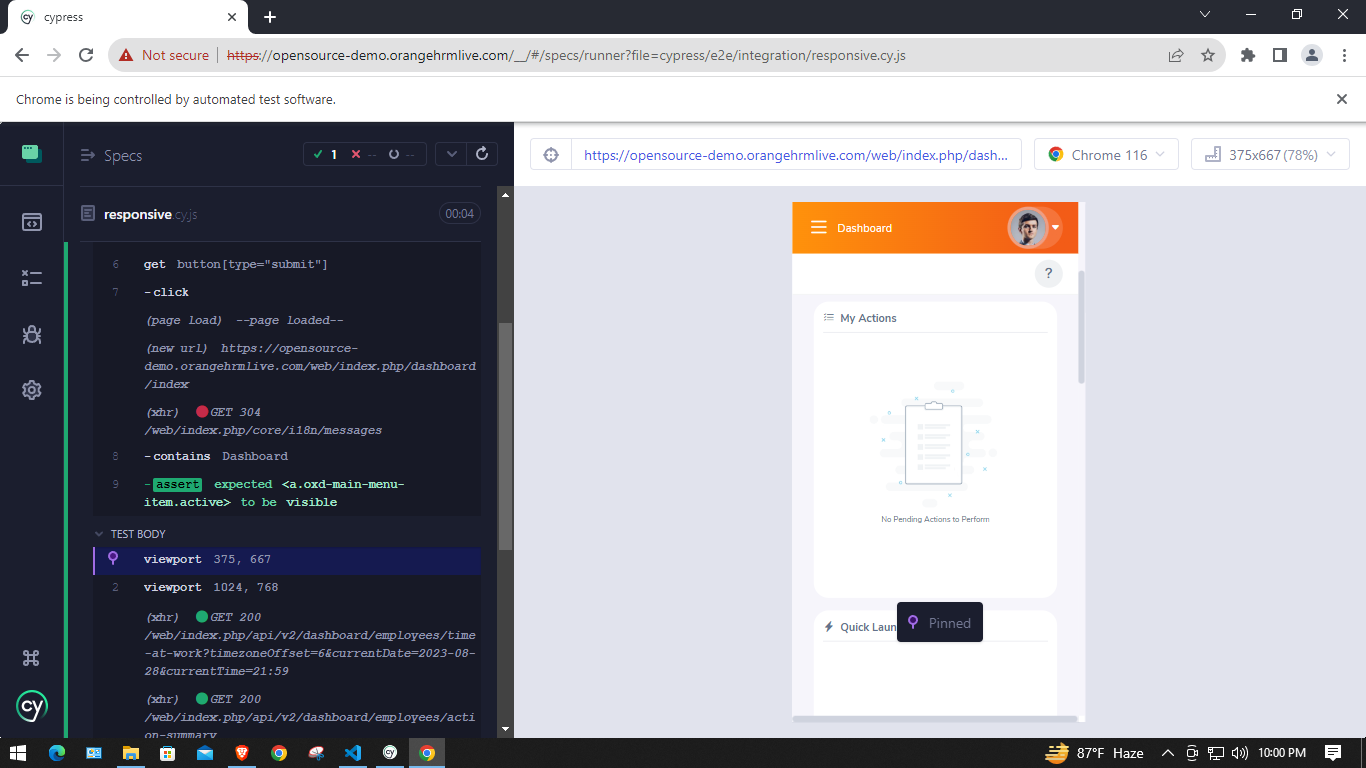 cypress
Not secure
https://opensource-demo.orangehrmlive.com/__/#/specs/runner?file=cypress/e2e/integration/responsive.cy.js
Chrome is being controlled by automated test software.
Specs
1 -- --
responsive.cy.js
00:04
6 get button[type="submit"]
7 -click
(page load) --page loaded--
(new url) https://opensource-
demo.orangehrmlive.com/web/index.php/dashboard
/index
(xhr) GET 304
/web/index.php/core/i18n/messages
8 -contains Dashboard
9 -assert expected <a.oxd-main-menu-
item.active> to be visible
TEST BODY
viewport 375, 667
2 viewport 1024, 768
(xhr) GET 200
/web/index.php/api/v2/dashboard/employees/time
-at-work?timezoneOffset=6&currentDate=2023-08-
28&currentTime=21:59
(xhr) GET 200
/web/index.php/api/v2/dashboard/employees/acti
on-summary
cy
https://opensource-demo.orangehrmlive.com/web/index.php/dash...
Chrome 116
375x667 (78%)
Dashboard
?
My Actions
No Pending Actions to Perform
Quick Laun
Pinned
87°F Haze
10:00 PM